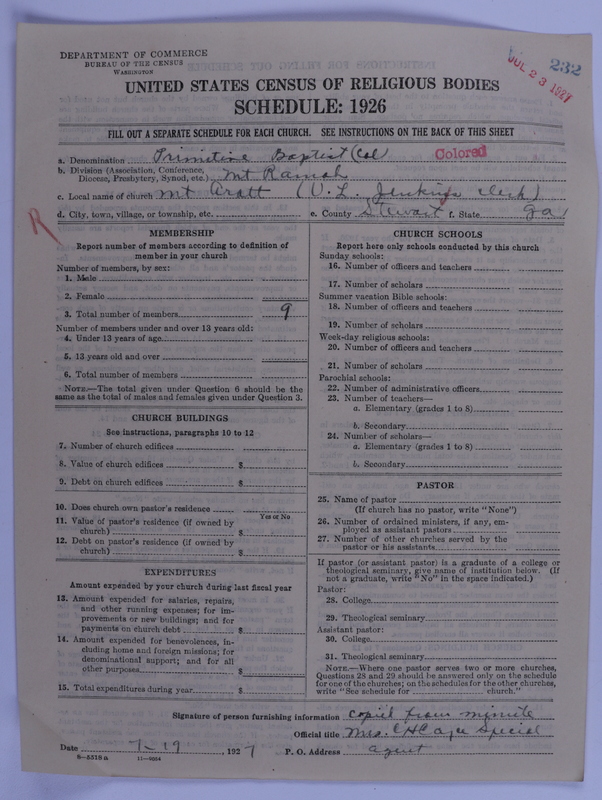 DEPARTMENT OF COMMERCE
BUREAU OF THE CENSUS
WASHINGTON
232
JUL 23 1927
UNITED STATES CENSUS OF RELIGIOUS BODIES
SCHEDULE: 1926
FILL OUT A SEPARATE SCHEDULE FOR EACH CHURCH. SEE INSTRUCTIONS ON THE BACK OF THIS SHEET
a. Denomination Primitive Baptist (Col Colored
b. Division (Association, Conference, Diocese, Presbytery, Synod, etc.) Mt Ramah
c. Local name of church Mt Aratt (V. L. Jenkins Clerk)
d. City, town, village, or township, etc. e. County Stewart f. State Ga
R
MEMBERSHIP
Report number of members according to definition of
member in your church
Number of members, by sex:
1. Male
2. Female
3. Total number of members 9
Number of members under and over 13 years old:
4. Under 13 years of age
5. 13 years old and over
6. Total number of members
NOTE.—The total given under Question 6 should be the
same as the total of males and females given under Question 3.
CHURCH BUILDINGS
See instructions, paragraphs 10 to 12
7. Number of church edifices
8. Value of church edifices $
9. Debt on church edifices $
10. Does church own pastor's residence
Yes or No
11. Value of pastor's residence (if owned by
church) $
12. Debt on pastor's residence (if owned by
church) $
EXPENDITURES
Amount expended by your church during last fiscal year
13. Amount expended for salaries, repairs,
and other running expenses; for im-
provements or new buildings; and for
payments on church debt $
14. Amount expended for benevolences, in-
cluding home and foreign missions; for
denominational support; and for all
other purposes $
15. Total expenditures during year $
CHURCH SCHOOLS
Report here only schools conducted by this church
Sunday schools:
16. Number of officers and teachers
17. Number of scholars
Summer vacation Bible schools:
18. Number of officers and teachers
19. Number of scholars
Week-day religious schools:
20. Number of officers and teachers
21. Number of scholars
Parochial schools:
22. Number of administrative officers
23. Number of teachers—
a. Elementary (grades 1 to 8)
b. Secondary
24. Number of scholars—
a. Elementary (grades 1 to 8)
b. Secondary
PASTOR
25. Name of pastor
(If church has no pastor, write "None")
26. Number of ordained ministers, if any, em-
ployed as assistant pastors
27. Number of other churches served by the
pastor or his assistants
If pastor (or assistant pastor) is a graduate of a college or
theological seminary, give name of institution below. (If
not a graduate, write "No" in the space indicated.)
Pastor:
28. College
29. Theological seminary
Assistant pastor:
30. College
31. Theological seminary
NOTE.—Where one pastor serves two or more churches,
Questions 28 and 29 should be answered only on the schedule
for one of the churches; on the schedules for the other churches,
write "See schedule for church."
Signature of person furnishing information Copied from minute
Official title Mrs. Special
Date 7-19, 1927 P. O. Address agent
8-5519a 11-8034